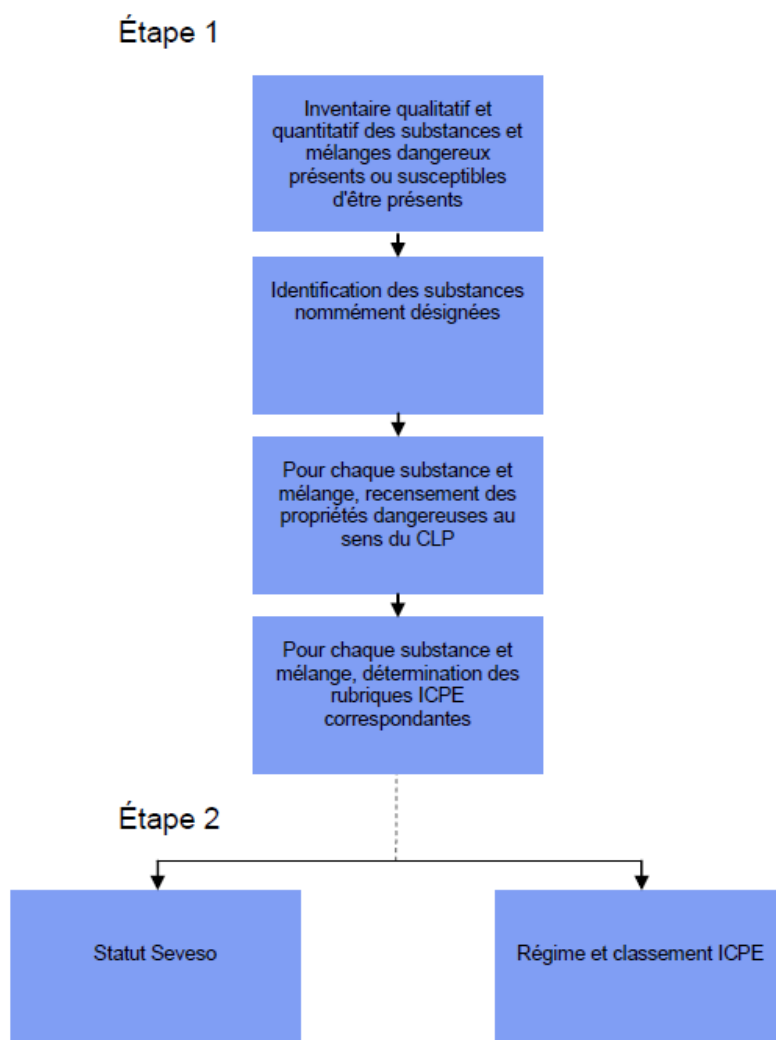 Étape 1
Inventaire qualitatif et
quantitatif des substances et
mélanges dangereux
présents ou susceptibles
d'être présents
Identification des substances
nommément désignées
Pour chaque substance et
mélange, recensement des
propriétés dangereuses au
sens du CLP
Pour chaque substance et
mélange, détermination des
rubriques ICPE
correspondantes
Étape 2
Statut Seveso
Régime et classement ICPE